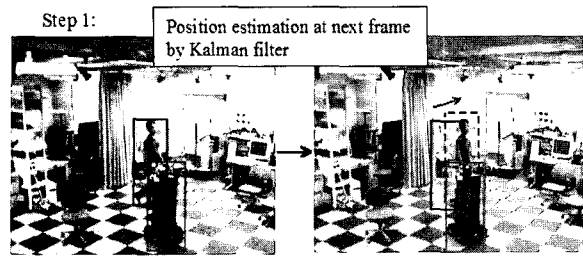 Step 1:
Position estimation at next frame
by Kalman filter